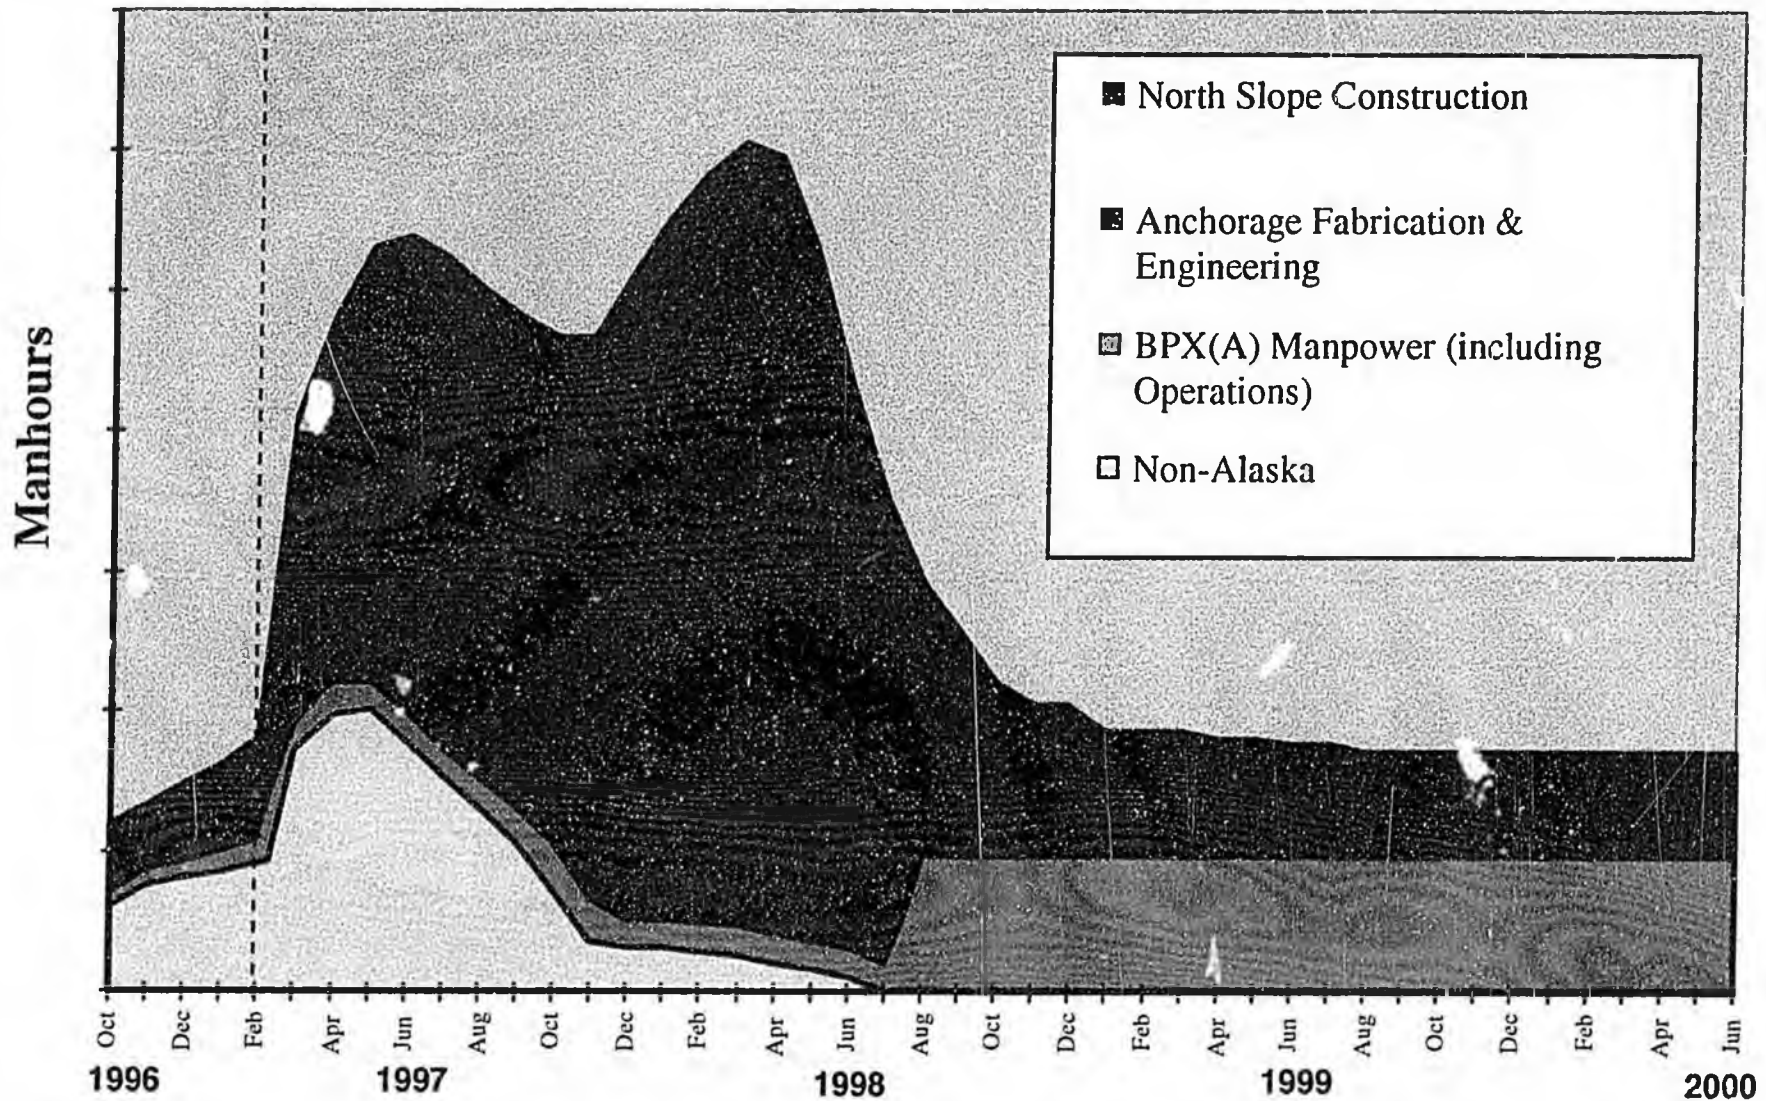 North Slope Construction
Anchorage Fabrication &
Engineering
BPX(A) Manpower (including
Operations)
Non-Alaska
Manhours
Oct Dec Feb Apr Jun Aug Oct Dec Feb Apr Jun Aug Oct Dec Feb Apr Jun Aug Oct Dec Feb Apr Jun
1996 1997 1998 1999 2000